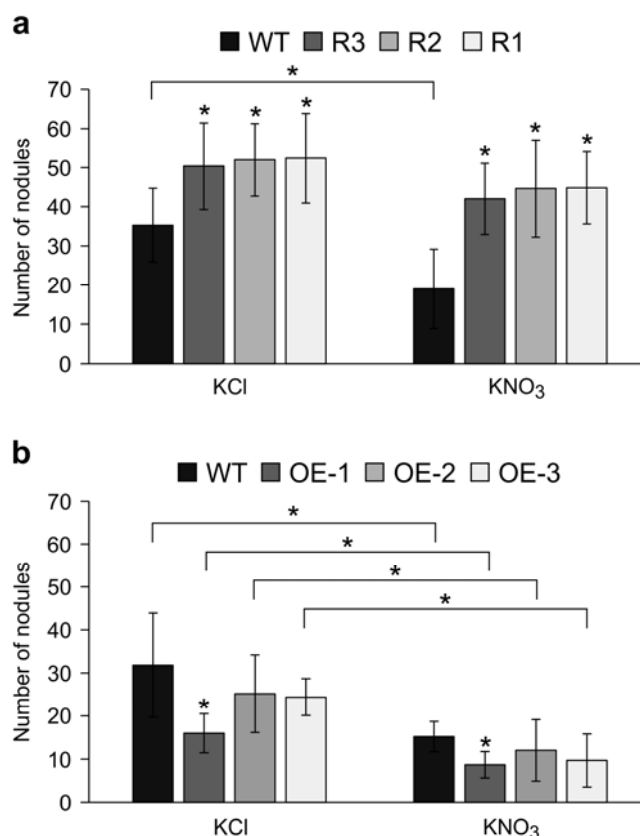 a
WT R3 R2 R1
Number of nodules
70
60
50
40
30
20
10
0
*
* * *
* * *
KCl KNO₃
b
WT OE-1 OE-2 OE-3
Number of nodules
70
60
50
40
30
20
10
0
*
*
*
*
* *
KCl KNO₃